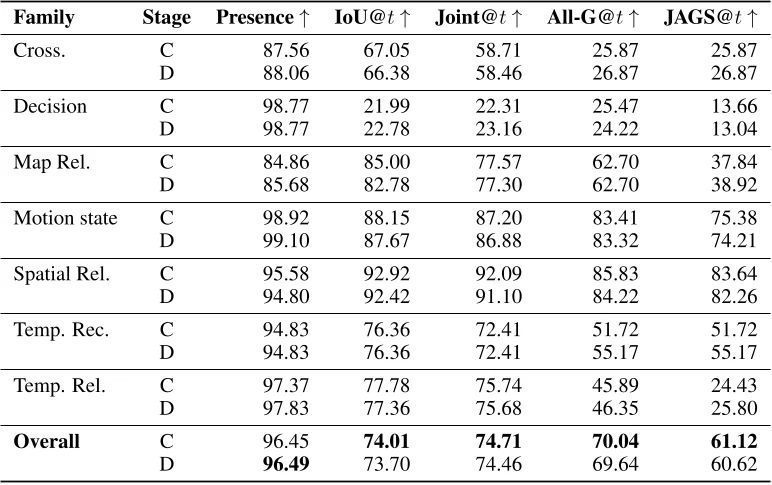 Family Stage Presence ↑ IoU@t ↑ Joint@t ↑ All-G@t ↑ JAGS@t ↑
Cross. C 87.56 67.05 58.71 25.87 25.87
D 88.06 66.38 58.46 26.87 26.87
Decision C 98.77 21.99 22.31 25.47 13.66
D 98.77 22.78 23.16 24.22 13.04
Map Rel. C 84.86 85.00 77.57 62.70 37.84
D 85.68 82.78 77.30 62.70 38.92
Motion state C 98.92 88.15 87.20 83.41 75.38
D 99.10 87.67 86.88 83.32 74.21
Spatial Rel. C 95.58 92.92 92.09 85.83 83.64
D 94.80 92.42 91.10 84.22 82.26
Temp. Rec. C 94.83 76.36 72.41 51.72 51.72
D 94.83 76.36 72.41 55.17 55.17
Temp. Rel. C 97.37 77.78 75.74 45.89 24.43
D 97.83 77.36 75.68 46.35 25.80
Overall C 96.45 74.01 74.71 70.04 61.12
D 96.49 73.70 74.46 69.64 60.62